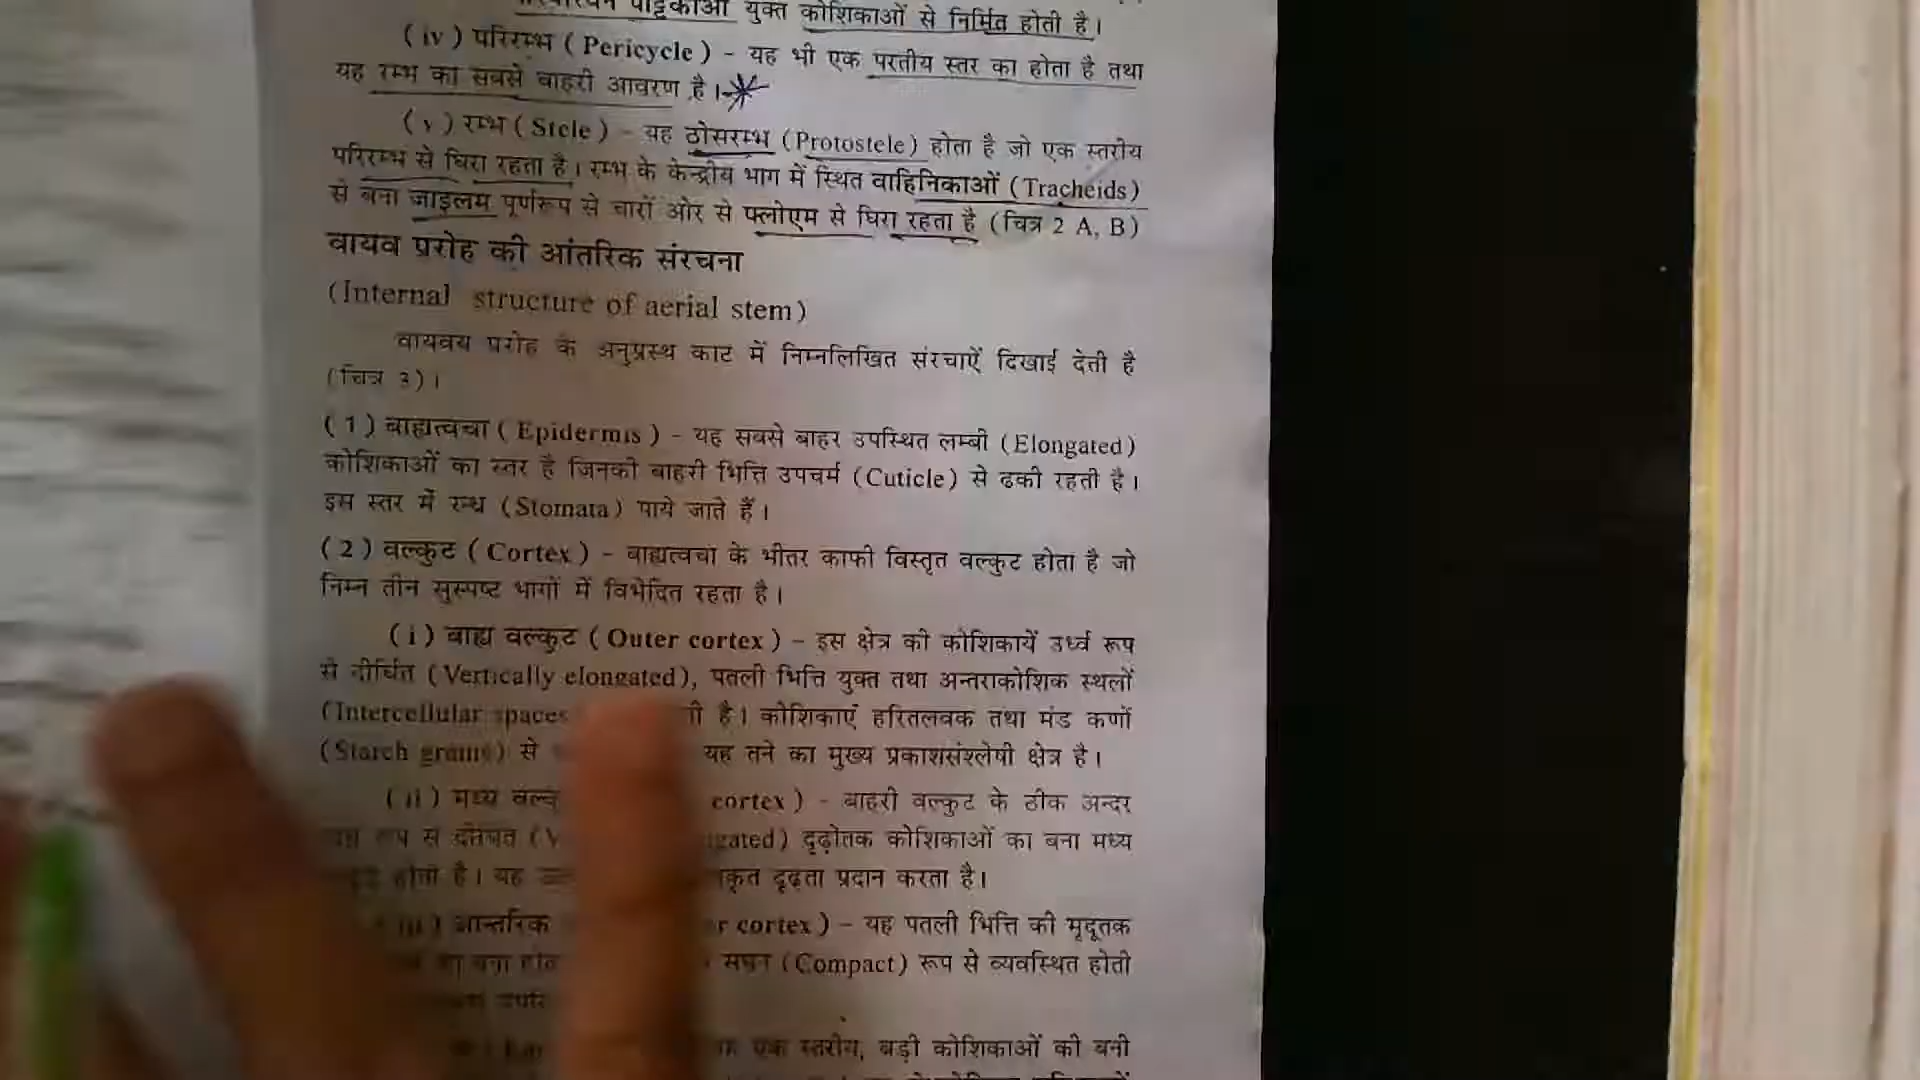 युक्त कोशिकाओं से निर्मित होती है।
(iv) परिरम्भ (Pericycle) - यह भी एक परतीय स्तर का होता है तथा
यह रम्भ का सबसे बाहरी आवरण है।
(v) रम्भ (Stele) - यह ठोसरम्भ (Protostele) होता है जो एक स्तरीय
परिरम्भ से घिरा रहता है। रम्भ के केन्द्रीय भाग में स्थित वाहिनिकाओं (Tracheids)
से बना जाइलम पूर्णरूप से चारों ओर से फ्लोएम से घिरा रहता है (चित्र 2 A, B)
वायव प्ररोह की आंतरिक संरचना
(Internal structure of aerial stem)
वायवय प्ररोह के अनुप्रस्थ काट में निम्नलिखित संरचाऐं दिखाई देती है
(चित्र 3)।
(1) बाह्यत्वचा (Epidermis) - यह सबसे बाहर उपस्थित लम्बी (Elongated)
कोशिकाओं का स्तर है जिनकी बाहरी भित्ति उपचर्म (Cuticle) से ढकी रहती है।
इस स्तर में रन्ध (Stomata) पाये जाते हैं।
(2) वल्कुट (Cortex) - बाह्यत्वचा के भीतर काफी विस्तृत वल्कुट होता है जो
निम्न तीन सुस्पष्ट भागों में विभेदित रहता है।
(i) बाह्य वल्कुट (Outer cortex) - इस क्षेत्र की कोशिकायें उर्ध्व रूप
से दीर्घित (Vertically elongated), पतली भित्ति युक्त तथा अन्तराकोशिक स्थलों
(Intercellular spaces है। कोशिकाएं हरितलवक तथा मंड कणों
(Starch grains) से यह तने का मुख्य प्रकाशसंश्लेषी क्षेत्र है।
(ii) मध्य cortex) - बाहरी वल्कुट के ठीक अन्दर
रूप से दीर्घित दृढ़ोतक कोशिकाओं का बना मध्य
होती है। यह दृढ़ता प्रदान करता है।
आन्तरिक cortex) - यह पतली भित्ति की मृदूतक
सघन (Compact) रूप से व्यवस्थित होती
एक स्तरीय, बड़ी कोशिकाओं की बनी